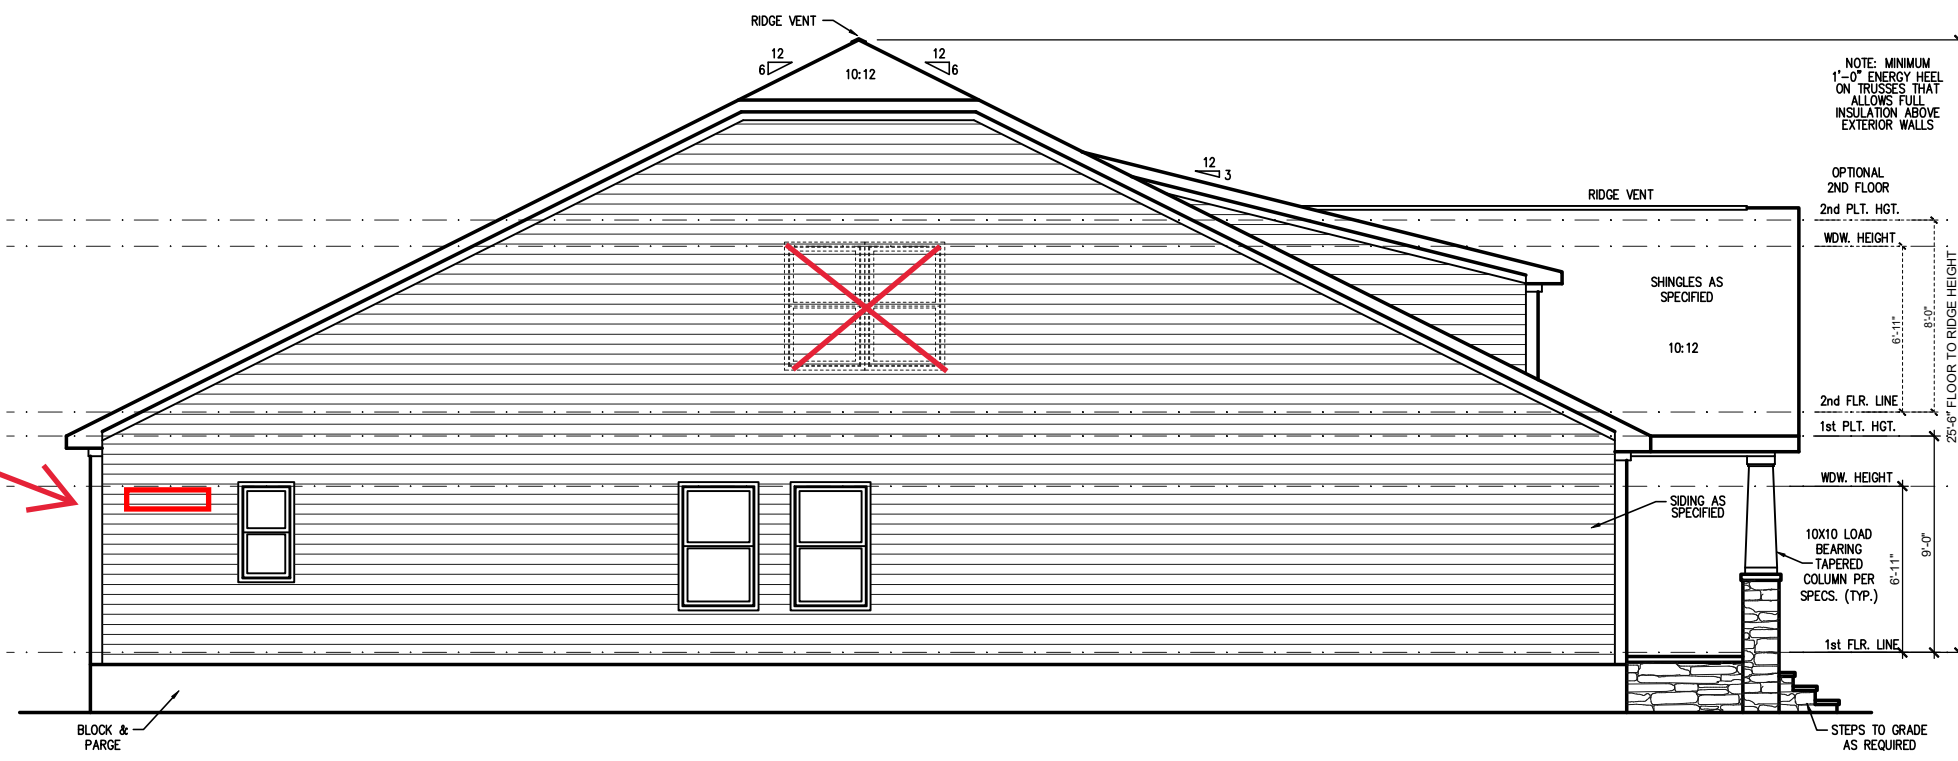 RIDGE VENT
12
6
12
6
10:12
NOTE: MINIMUM
1'-0" ENERGY HEEL
ON TRUSSES THAT
ALLOWS FULL
INSULATION ABOVE
EXTERIOR WALLS
12
3
OPTIONAL
2ND FLOOR
RIDGE VENT
2nd PLT. HGT.
WDW. HEIGHT
SHINGLES AS
SPECIFIED
10:12
6'-11"
8'-0"
25'-6" FLOOR TO RIDGE HEIGHT
2nd FLR. LINE
1st PLT. HGT.
WDW. HEIGHT
SIDING AS
SPECIFIED
10X10 LOAD
BEARING
TAPERED
COLUMN PER
SPECS. (TYP.)
6'-11"
9'-0"
1st FLR. LINE
BLOCK &
PARGE
STEPS TO GRADE
AS REQUIRED